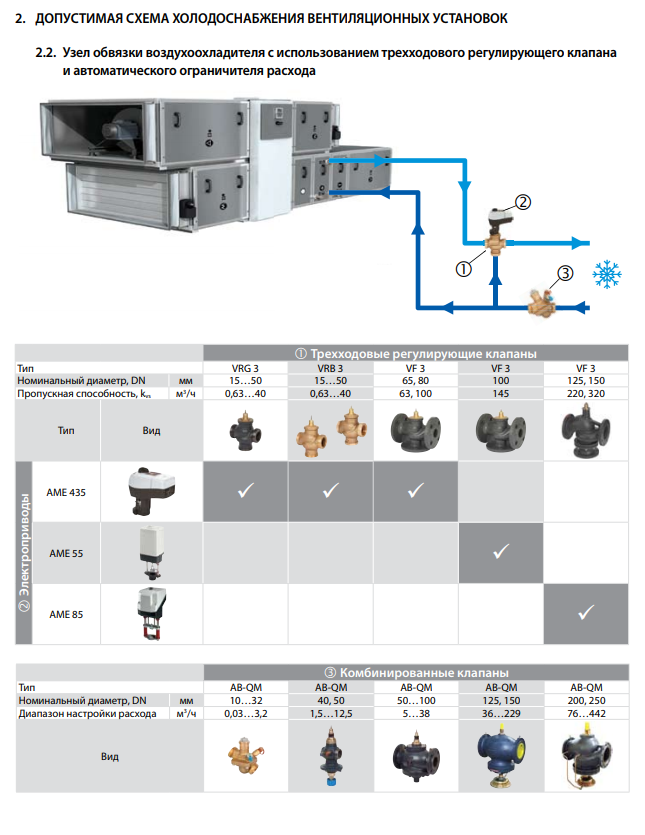 2. ДОПУСТИМАЯ СХЕМА ХОЛОДОСНАБЖЕНИЯ ВЕНТИЛЯЦИОННЫХ УСТАНОВОК
2.2. Узел обвязки воздухоохладителя с использованием трехходового регулирующего клапана
и автоматического ограничителя расхода
②
①
③
① Трехходовые регулирующие клапаны
Тип VRG 3 VRB 3 VF 3 VF 3 VF 3
Номинальный диаметр, DN мм 15...50 15...50 65, 80 100 125, 150
Пропускная способность, kvs м³/ч 0,63...40 0,63...40 63, 100 145 220, 320
Тип Вид
② Электроприводы
AME 435
AME 55
AME 85
③ Комбинированные клапаны
Тип AB-QM AB-QM AB-QM AB-QM AB-QM
Номинальный диаметр, DN мм 10...32 40, 50 50...100 125, 150 200, 250
Диапазон настройки расхода м³/ч 0,03...3,2 1,5...12,5 5...38 36...229 76...442
Вид